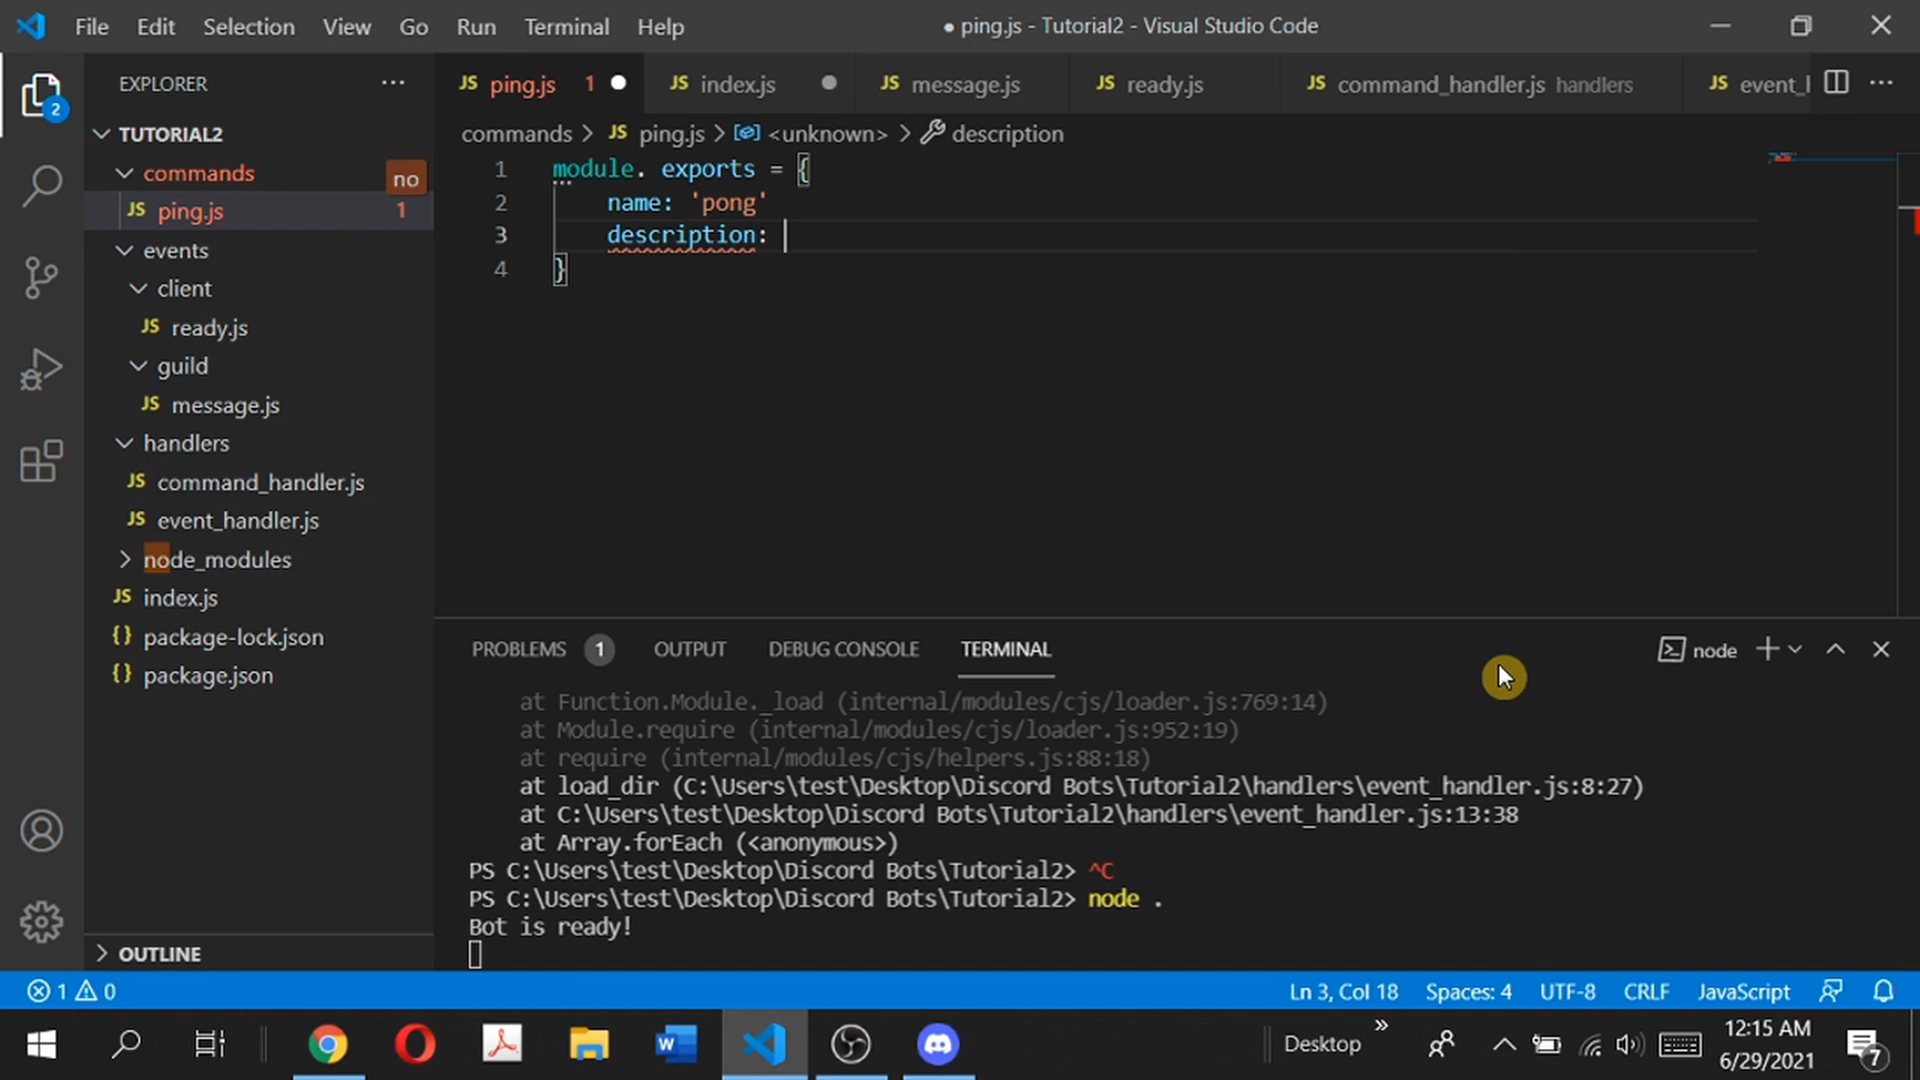 File Edit Selection View Go Run Terminal Help
● ping.js - Tutorial2 - Visual Studio Code
2
EXPLORER ···
TUTORIAL2
commands
no
JS ping.js 1
events
client
JS ready.js
guild
JS message.js
handlers
JS command_handler.js
JS event_handler.js
node_modules
JS index.js
{} package-lock.json
{} package.json
OUTLINE
JS ping.js 1 ●
JS index.js ●
JS message.js
JS ready.js
JS command_handler.js handlers
JS event_l
commands > JS ping.js > <unknown> > description
1 module. exports = {
2 name: 'pong'
3 description:
4 }
PROBLEMS 1 OUTPUT DEBUG CONSOLE TERMINAL
node
at Function.Module._load (internal/modules/cjs/loader.js:769:14)
at Module.require (internal/modules/cjs/loader.js:952:19)
at require (internal/modules/cjs/helpers.js:88:18)
at load_dir (C:\Users\test\Desktop\Discord Bots\Tutorial2\handlers\event_handler.js:8:27)
at C:\Users\test\Desktop\Discord Bots\Tutorial2\handlers\event_handler.js:13:38
at Array.forEach (<anonymous>)
PS C:\Users\test\Desktop\Discord Bots\Tutorial2> ^C
PS C:\Users\test\Desktop\Discord Bots\Tutorial2> node .
Bot is ready!
1 0
Ln 3, Col 18 Spaces: 4 UTF-8 CRLF JavaScript
W
Desktop »
12:15 AM
6/29/2021
7